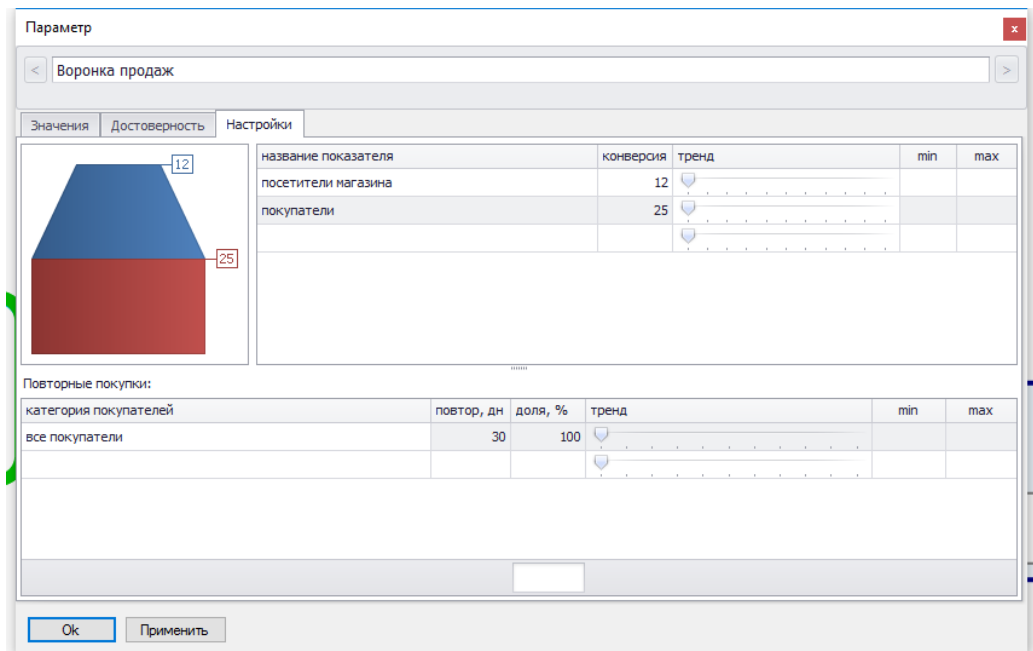 Параметр
x
< Воронка продаж >
Значения Достоверность Настройки
12
25
название показателя конверсия тренд min max
посетители магазина 12
покупатели 25
Повторные покупки:
категория покупателей повтор, дн доля, % тренд min max
все покупатели 30 100
Ok Применить